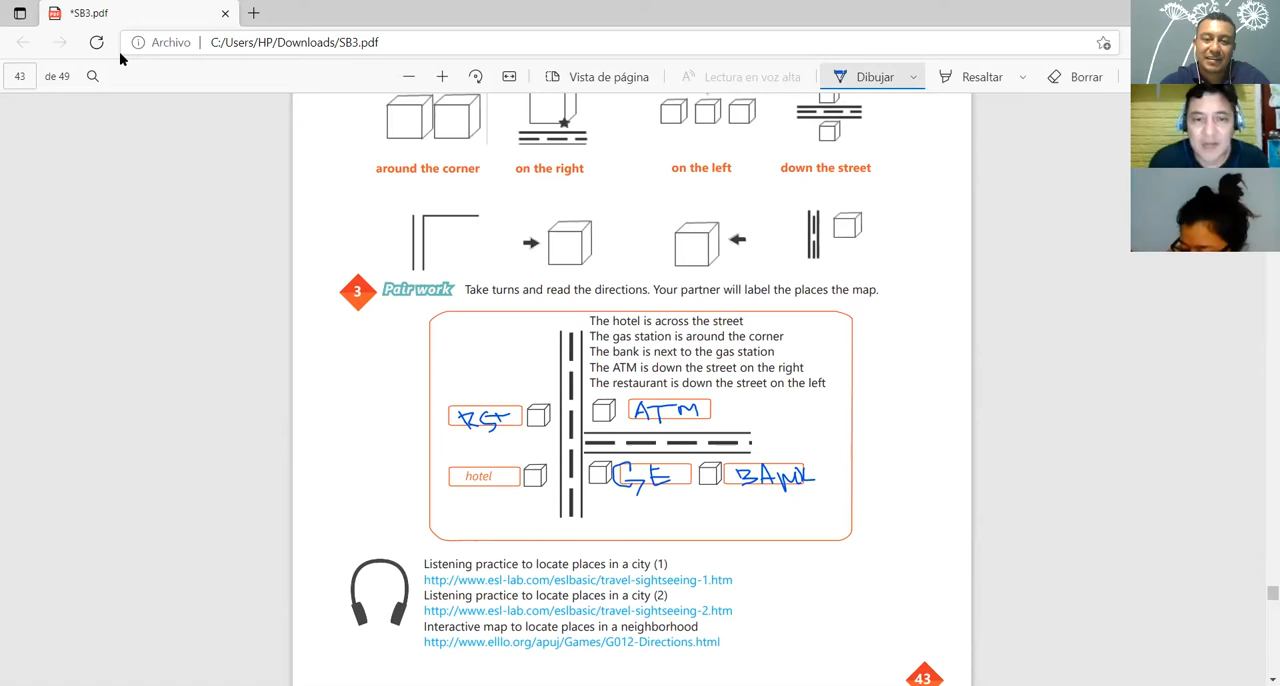 *SB3.pdf
Archivo
C:/Users/HP/Downloads/SB3.pdf
43 de 49
Vista de página
Lectura en voz alta
Dibujar
Resaltar
Borrar
around the corner
on the right
on the left
down the street
3 Pair work Take turns and read the directions. Your partner will label the places the map.
The hotel is across the street
The gas station is around the corner
The bank is next to the gas station
The ATM is down the street on the right
The restaurant is down the street on the left
RST
ATM
hotel
GE
BANK
Listening practice to locate places in a city (1)
http://www.esl-lab.com/eslbasic/travel-sightseeing-1.htm
Listening practice to locate places in a city (2)
http://www.esl-lab.com/eslbasic/travel-sightseeing-2.htm
Interactive map to locate places in a neighborhood
http://www.elllo.org/apuj/Games/G012-Directions.html
43